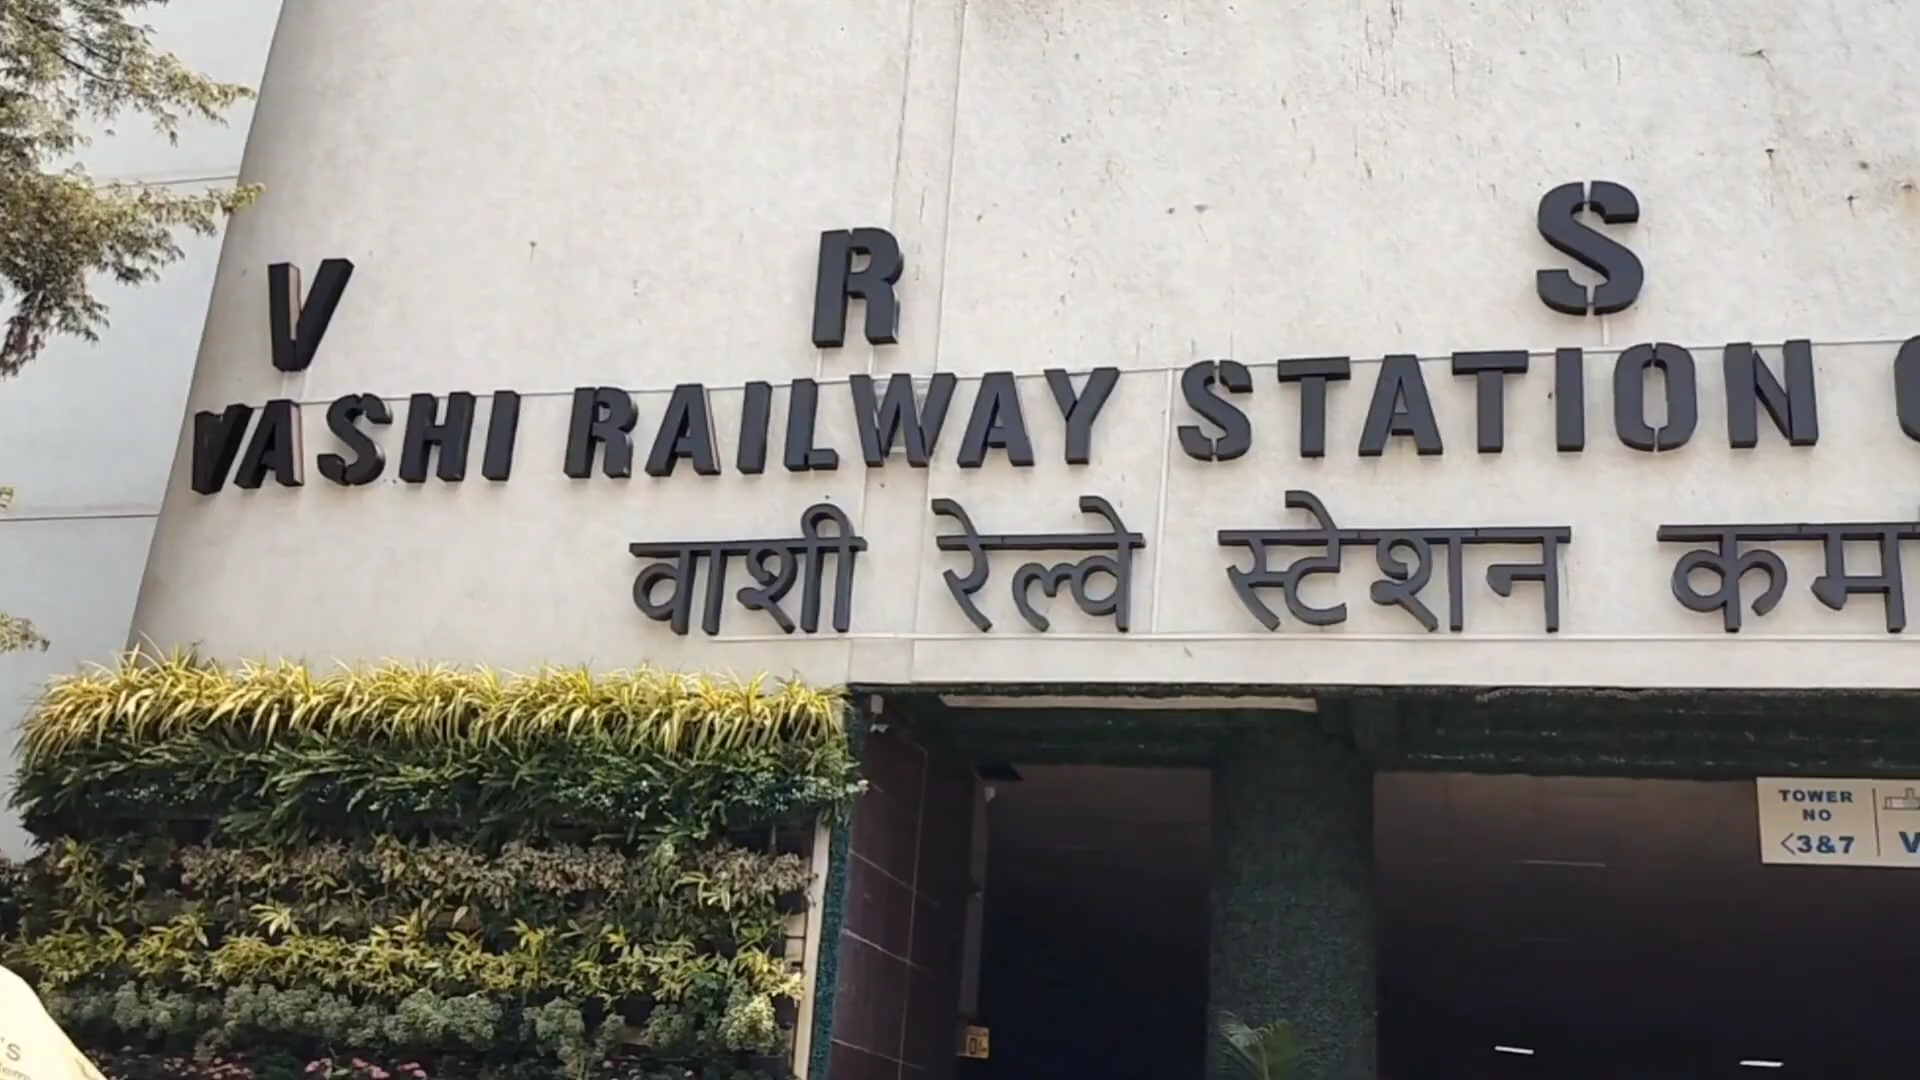 V R S
VASHI RAILWAY STATION
वाशी रेल्वे स्टेशन
TOWER
NO
<3&7